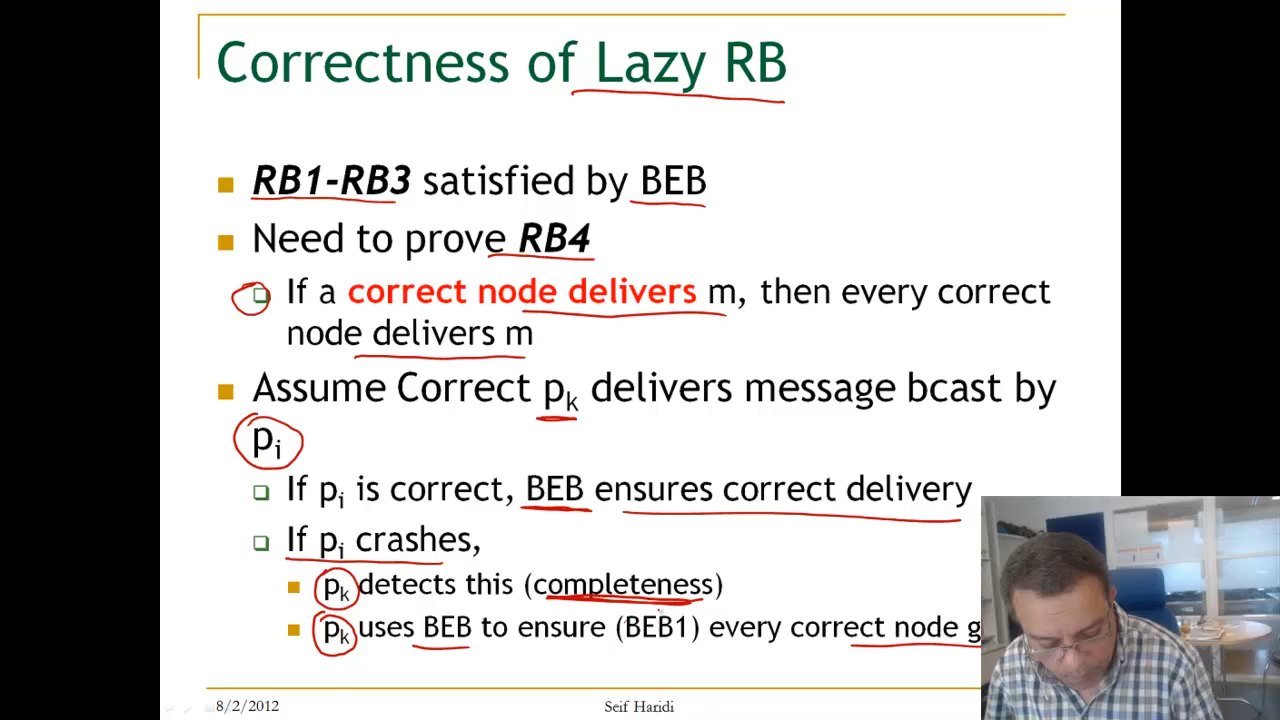 Correctness of Lazy RB
RB1-RB3 satisfied by BEB
Need to prove RB4
If a correct node delivers m, then every correct
node delivers m
Assume Correct pk delivers message bcast by
pi
If pi is correct, BEB ensures correct delivery
If pi crashes,
pk detects this (completeness)
pk uses BEB to ensure (BEB1) every correct node
8/2/2012
Seif Haridi